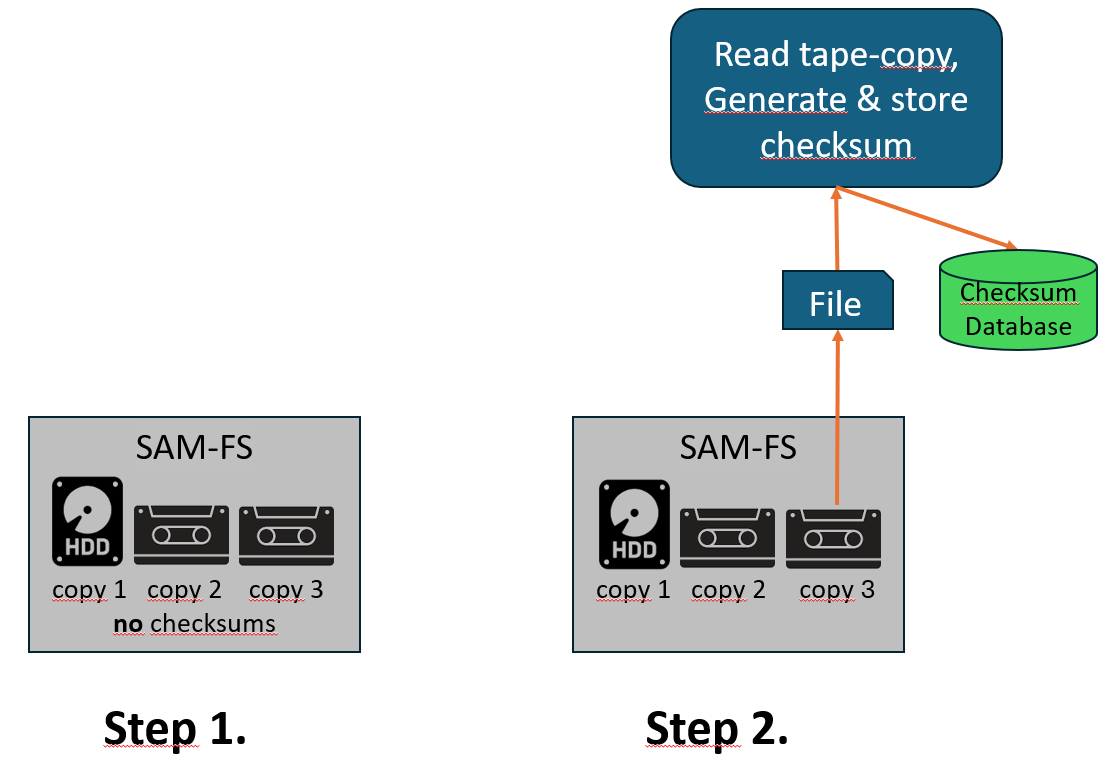 Read tape-copy,
Generate & store
checksum
File
Checksum
Database
SAM-FS
HDD
copy 1 copy 2 copy 3
no checksums
SAM-FS
HDD
copy 1 copy 2 copy 3
Step 1.
Step 2.